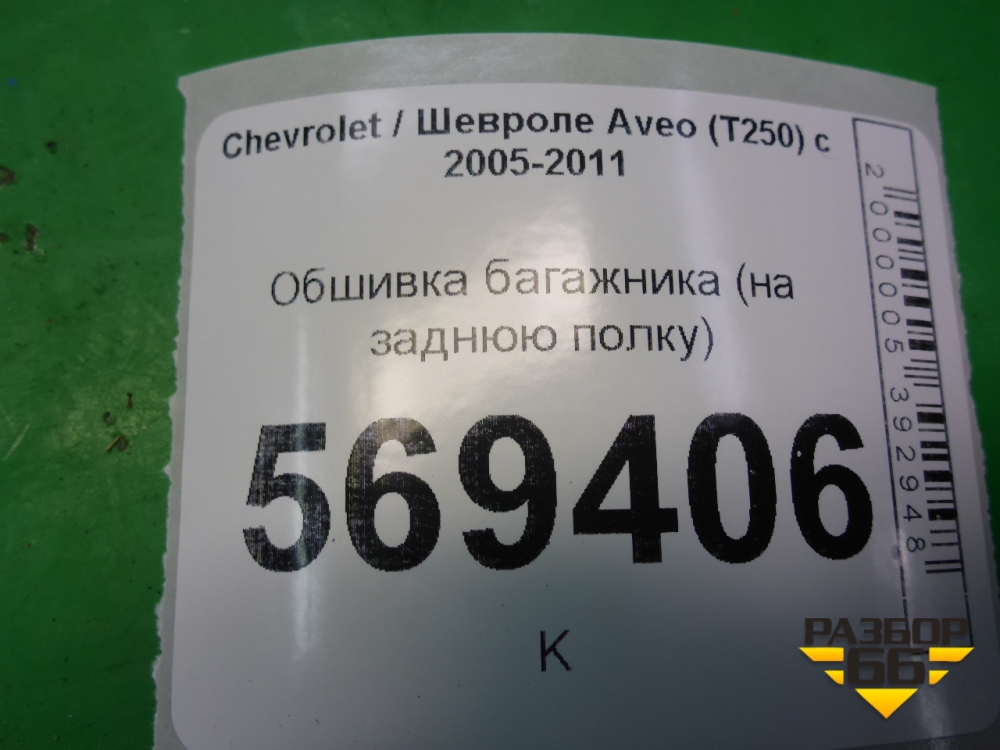 Chevrolet / Шевроле Aveo (T250) с
2005-2011
Обшивка багажника (на
заднюю полку)
569406
К
2000005392948
РАЗБОР
66